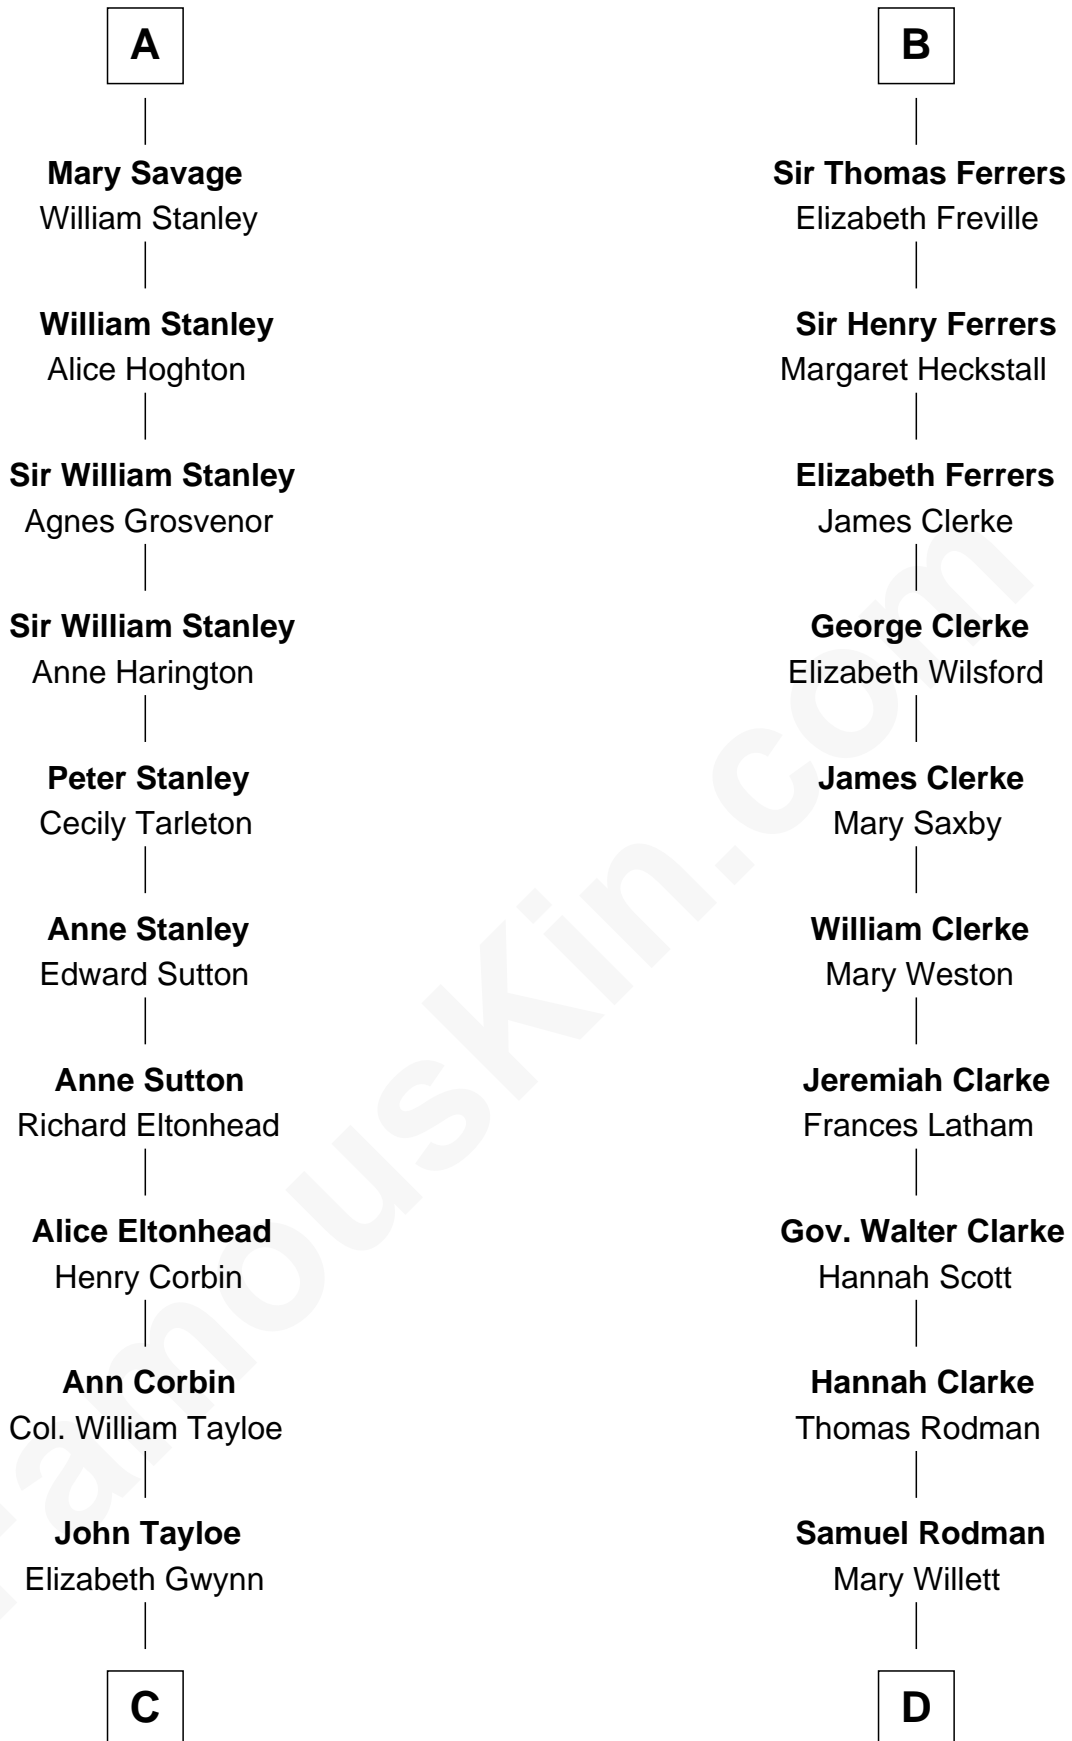 A
Mary Savage
William Stanley
William Stanley
Alice Hoghton
Sir William Stanley
Agnes Grosvenor
Sir William Stanley
Anne Harington
Peter Stanley
Cecily Tarleton
Anne Stanley
Edward Sutton
Anne Sutton
Richard Eltonhead
Alice Eltonhead
Henry Corbin
Ann Corbin
Col. William Tayloe
John Tayloe
Elizabeth Gwynn
C
B
Sir Thomas Ferrers
Elizabeth Freville
Sir Henry Ferrers
Margaret Heckstall
Elizabeth Ferrers
James Clerke
George Clerke
Elizabeth Wilsford
James Clerke
Mary Saxby
William Clerke
Mary Weston
Jeremiah Clarke
Frances Latham
Gov. Walter Clarke
Hannah Scott
Hannah Clarke
Thomas Rodman
Samuel Rodman
Mary Willett
D
FamousKin.com